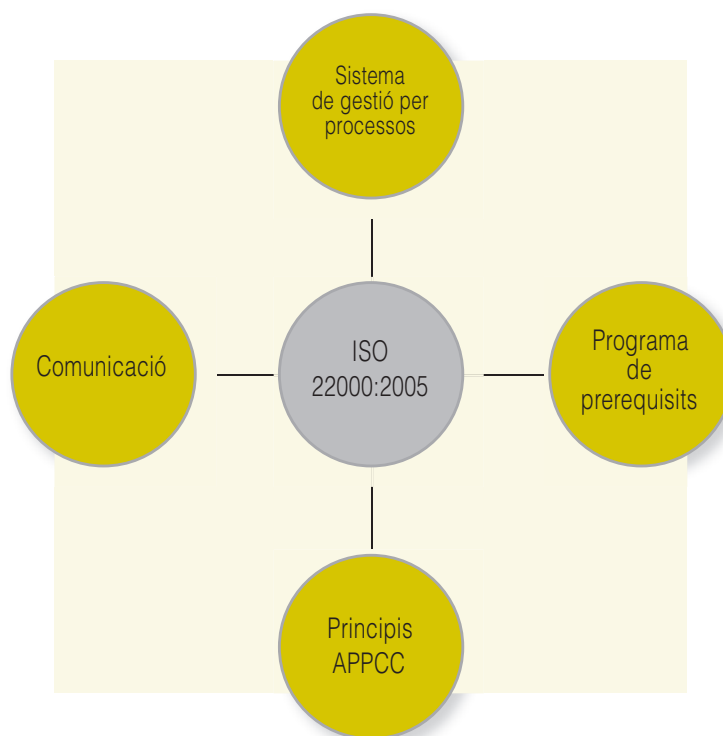 Sistema
de gestió per
processos
Comunicació
ISO
22000:2005
Programa
de
prerequisits
Principis
APPCC